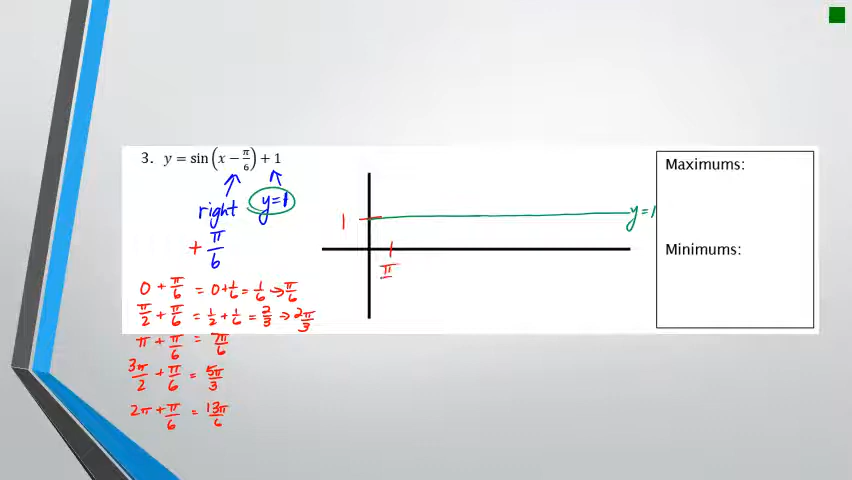 3. y = sin(x − π/6) + 1
right
y=1
+ π/6
0 + π/6 = 0 + 1/6 = 1/6 → π/6
π/2 + π/6 = 1/2 + 1/6 = 2/3 → 2π/3
π + π/6 = 7π/6
3π/2 + π/6 = 5π/3
2π + π/6 = 13π/6
1
y=1
π
Maximums:
Minimums: